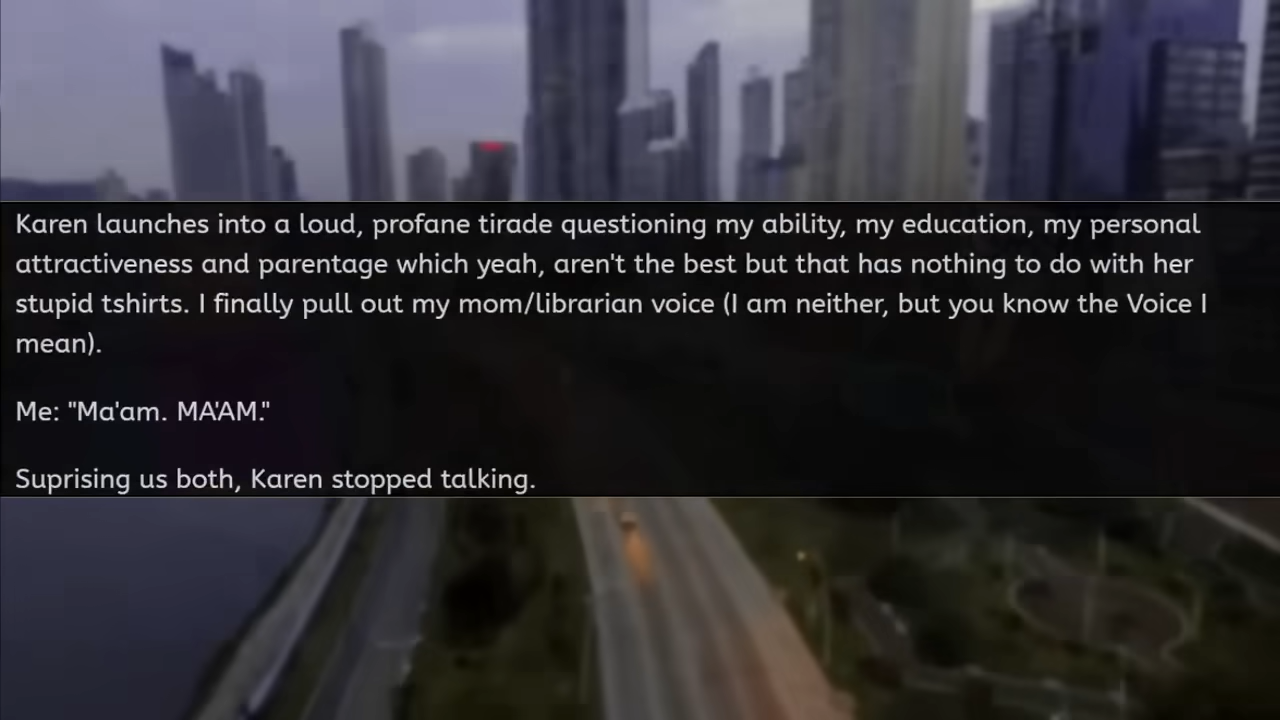 Karen launches into a loud, profane tirade questioning my ability, my education, my personal
attractiveness and parentage which yeah, aren't the best but that has nothing to do with her
stupid tshirts. I finally pull out my mom/librarian voice (I am neither, but you know the Voice I
mean).
Me: "Ma'am. MA'AM."
Suprising us both, Karen stopped talking.